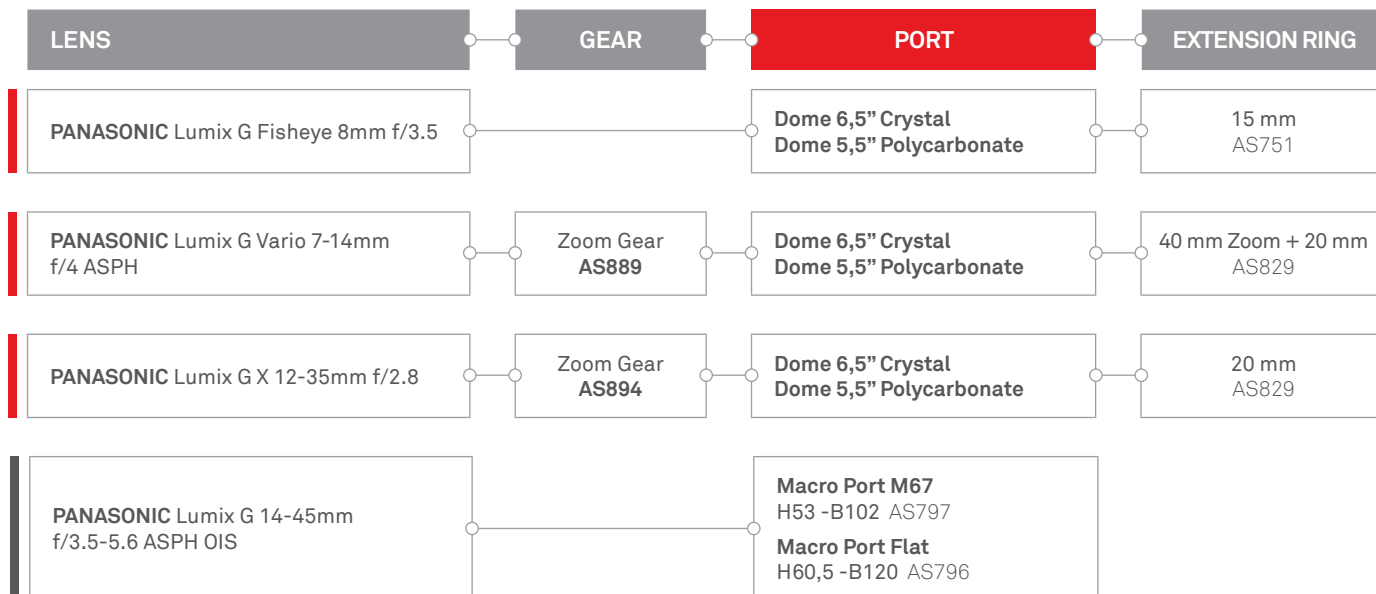 LENS
GEAR
PORT
EXTENSION RING
PANASONIC Lumix G Fisheye 8mm f/3.5
Dome 6,5” Crystal
Dome 5,5” Polycarbonate
15 mm
AS751
PANASONIC Lumix G Vario 7-14mm
f/4 ASPH
Zoom Gear
AS889
Dome 6,5” Crystal
Dome 5,5” Polycarbonate
40 mm Zoom + 20 mm
AS829
PANASONIC Lumix G X 12-35mm f/2.8
Zoom Gear
AS894
Dome 6,5” Crystal
Dome 5,5” Polycarbonate
20 mm
AS829
PANASONIC Lumix G 14-45mm
f/3.5-5.6 ASPH OIS
Macro Port M67
H53 -B102 AS797
Macro Port Flat
H60,5 -B120 AS796